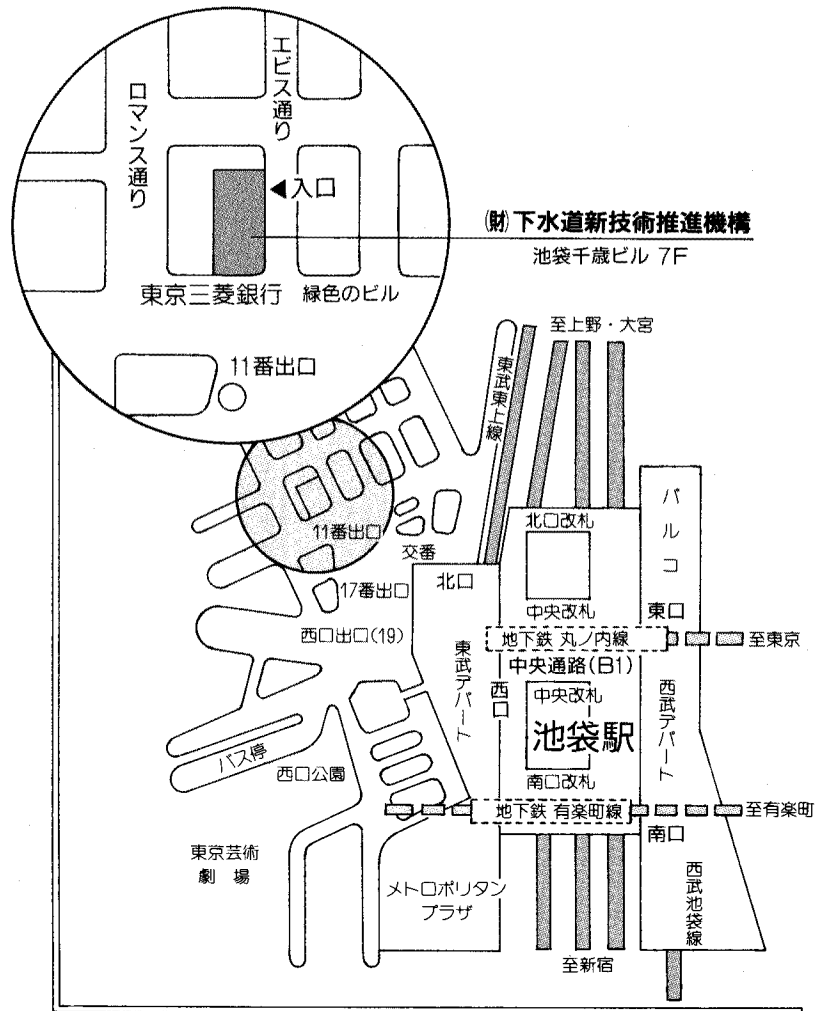 エビス通り
ロマンス通り
◀入口
(財)下水道新技術推進機構
池袋千歳ビル 7F
東京三菱銀行
緑色のビル
11番出口
至上野・大宮
東武東上線
パルコ
北口改札
11番出口
交番
北口
17番出口
中央改札
東口
西口出口(19)
地下鉄 丸ノ内線
至東京
中央通路(B1)
東武デパート
西口
中央改札
西武デパート
池袋駅
バス停
西口公園
南口改札
地下鉄 有楽町線
至有楽町
南口
東京芸術
劇場
メトロポリタン
プラザ
西武池袋線
至新宿